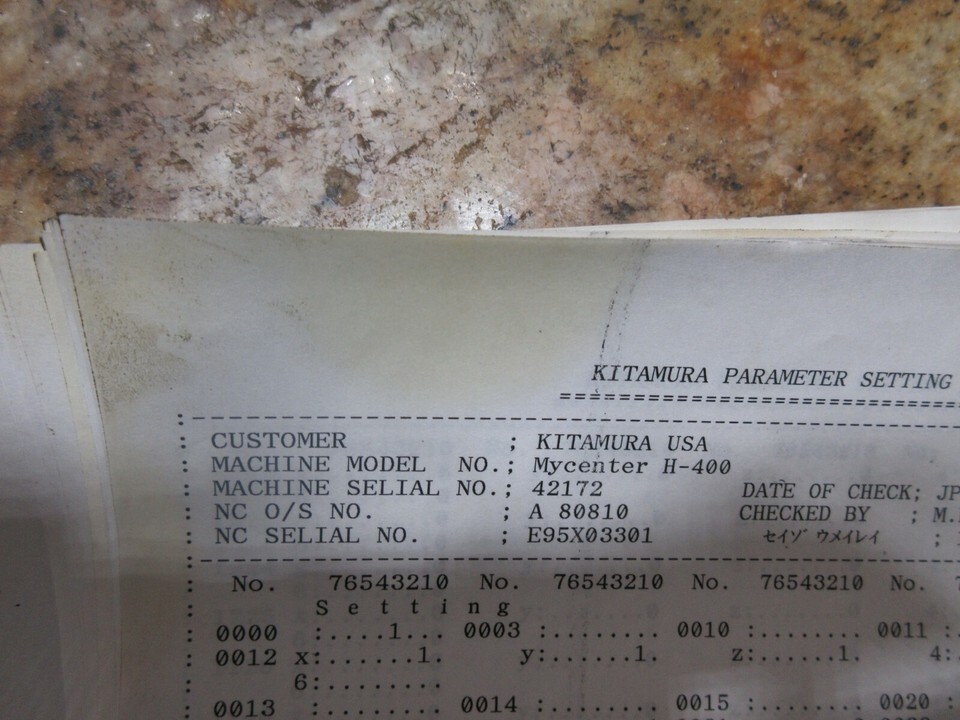 KITAMURA PARAMETER SETTING
CUSTOMER ; KITAMURA USA
MACHINE MODEL NO.; Mycenter H-400
MACHINE SELIAL NO.; 42172 DATE OF CHECK; JP
NC O/S NO. ; A 80810 CHECKED BY ; M.
NC SELIAL NO. ; E95X03301 セイゾウメイレイ ;
No. 76543210 No. 76543210 No. 76543210 No. 7
Setting
0000 :....1... 0003 :........ 0010 :........ 0011 :.
0012 x:.......1. y:......1. z:......1. 4:
6:........
0013 :........ 0014 :........ 0015 :........ 0020 :